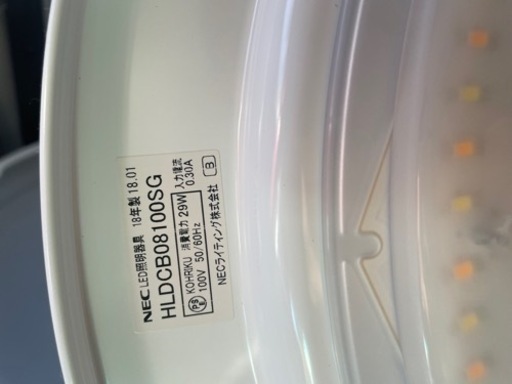 NEC LED照明器具 18年製 18.01
HLDCB08100SG
PS E KOHRIKU 消費電力 29W 入力電流
100V 50/60Hz 0.30A
NECライティング株式会社 B